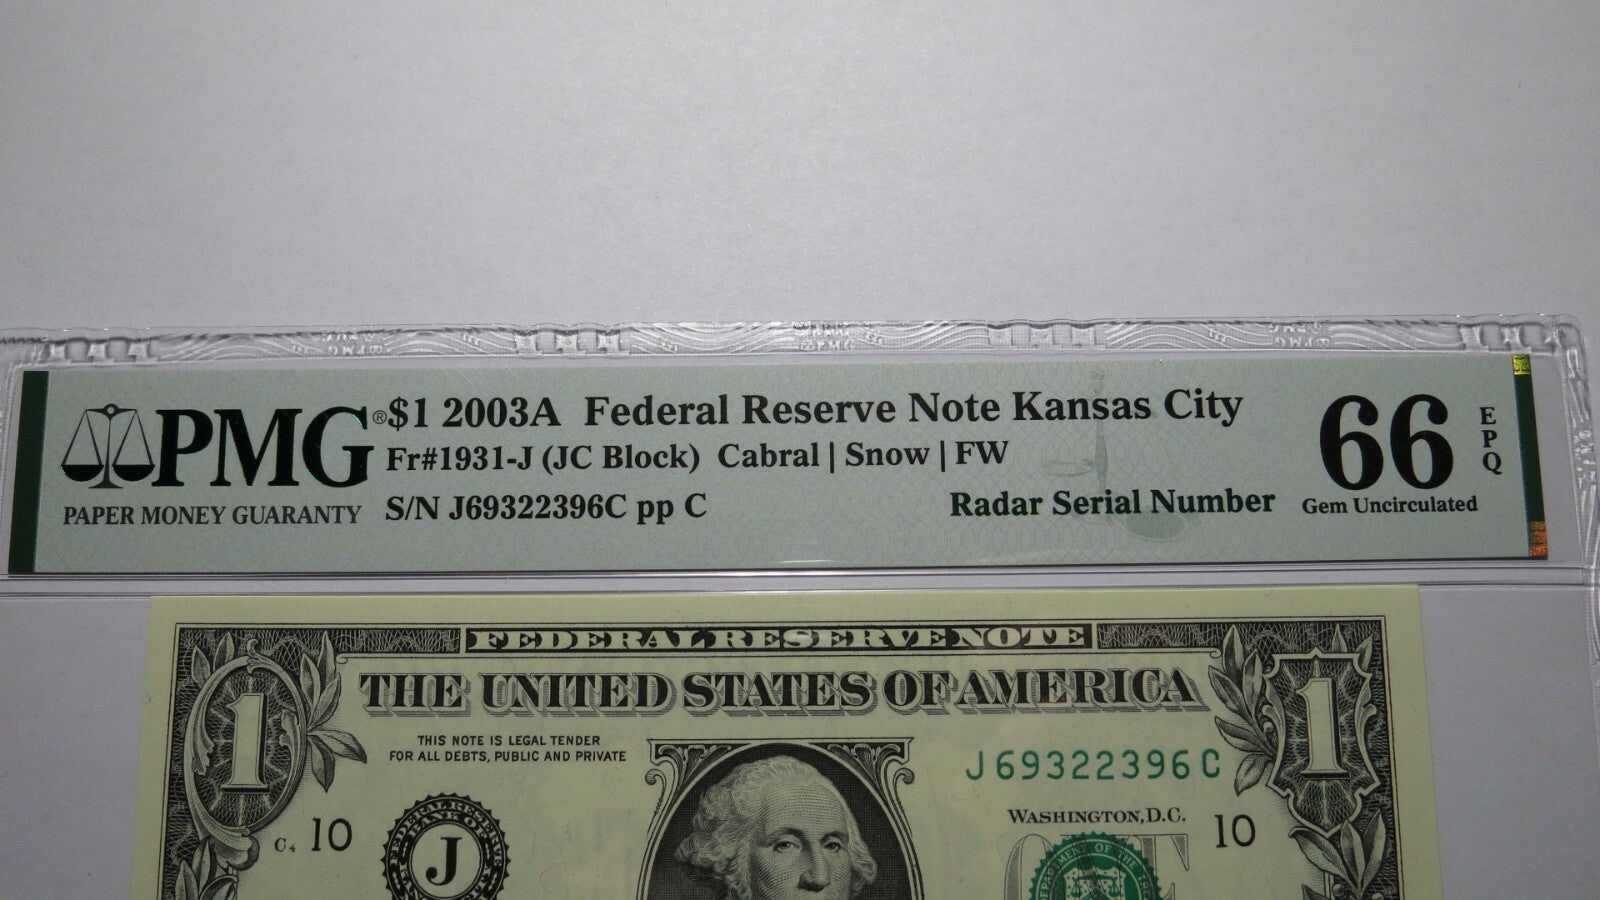 PMG®
PAPER MONEY GUARANTY
$1 2003A Federal Reserve Note Kansas City
Fr#1931-J (JC Block) Cabral | Snow | FW
S/N J69322396C pp C
Radar Serial Number
66
EPQ
Gem Uncirculated
FEDERAL RESERVE NOTE
THE UNITED STATES OF AMERICA
1
1
THIS NOTE IS LEGAL TENDER
FOR ALL DEBTS, PUBLIC AND PRIVATE
J 69322396 C
WASHINGTON, D.C.
C4 10
10
J